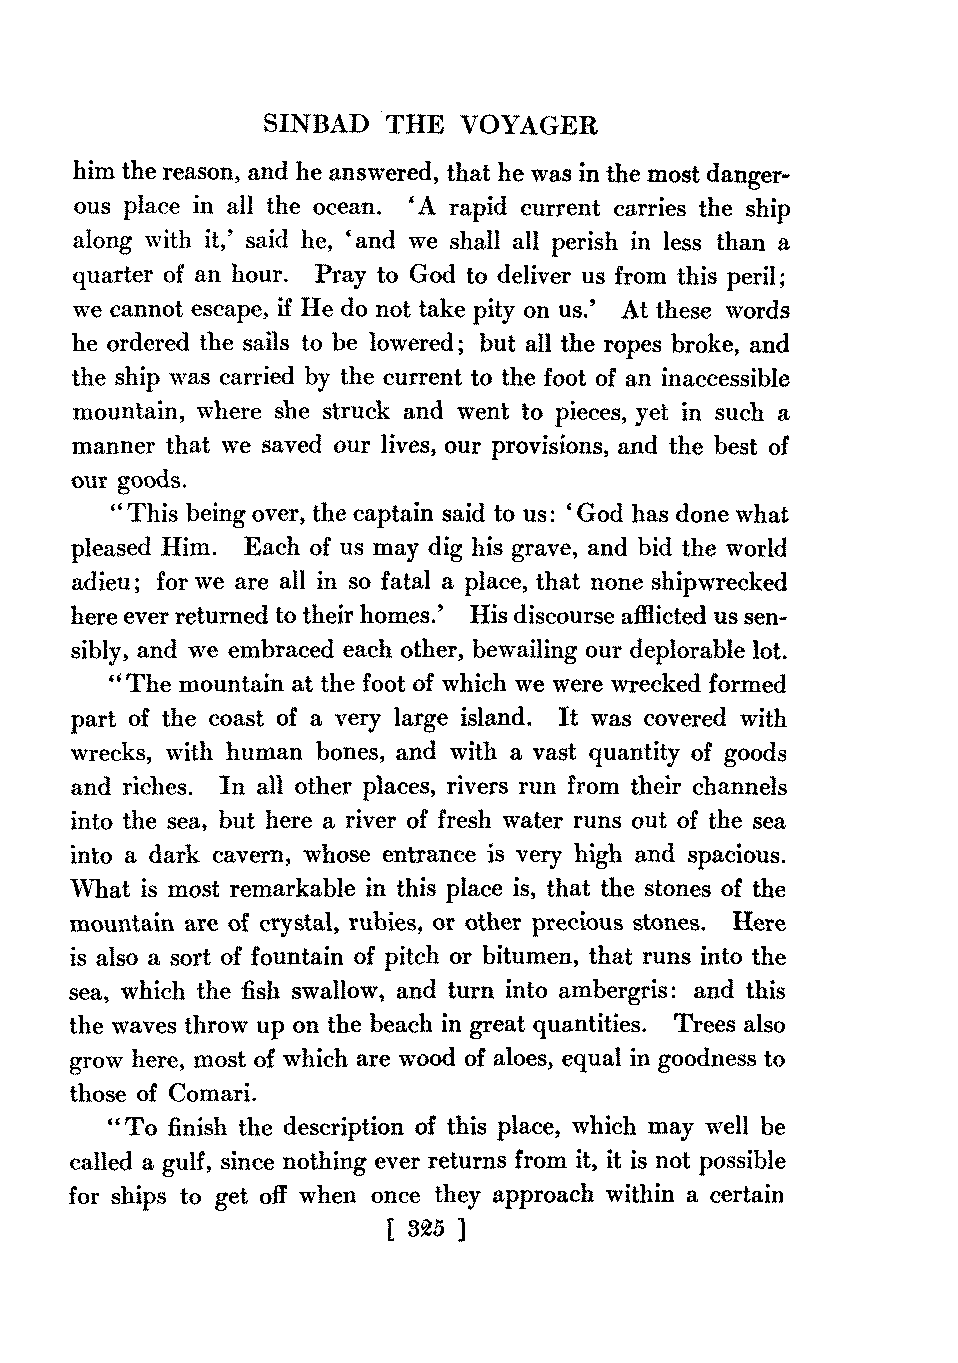 SINBAD THE VOYAGER
him the reason, and he answered, that he was in the most danger-
ous place in all the ocean. ‘A rapid current carries the ship
along with it,’ said he, ‘and we shall all perish in less than a
quarter of an hour. Pray to God to deliver us from this peril;
we cannot escape, if He do not take pity on us.’ At these words
he ordered the sails to be lowered; but all the ropes broke, and
the ship was carried by the current to the foot of an inaccessible
mountain, where she struck and went to pieces, yet in such a
manner that we saved our lives, our provisions, and the best of
our goods.
“This being over, the captain said to us: ‘God has done what
pleased Him. Each of us may dig his grave, and bid the world
adieu; for we are all in so fatal a place, that none shipwrecked
here ever returned to their homes.’ His discourse afflicted us sen-
sibly, and we embraced each other, bewailing our deplorable lot.
“The mountain at the foot of which we were wrecked formed
part of the coast of a very large island. It was covered with
wrecks, with human bones, and with a vast quantity of goods
and riches. In all other places, rivers run from their channels
into the sea, but here a river of fresh water runs out of the sea
into a dark cavern, whose entrance is very high and spacious.
What is most remarkable in this place is, that the stones of the
mountain are of crystal, rubies, or other precious stones. Here
is also a sort of fountain of pitch or bitumen, that runs into the
sea, which the fish swallow, and turn into ambergris: and this
the waves throw up on the beach in great quantities. Trees also
grow here, most of which are wood of aloes, equal in goodness to
those of Comari.
“To finish the description of this place, which may well be
called a gulf, since nothing ever returns from it, it is not possible
for ships to get off when once they approach within a certain
[ 325 ]